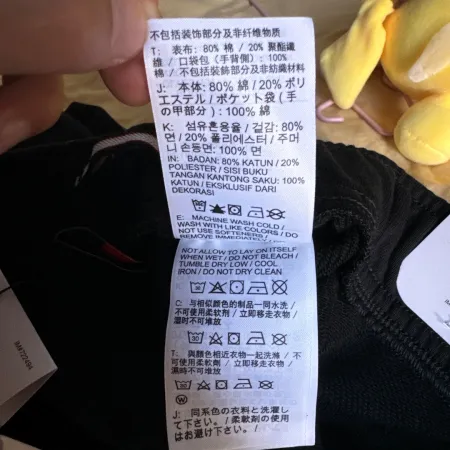 不包括装饰部分及非纤维物质
T: 表布: 80% 棉 / 20% 聚酯纖
維 / 口袋包 (手背側) : 100%
棉 / 不包括裝飾部分及非紡織材料
J: 本体: 80% 綿 / 20% ポリ
エステル / ポケット袋 (手
の甲部分) : 100% 綿
K: 섬유혼용율 / 겉감: 80%
면 / 20% 폴리에스터 / 주머
니 손등면: 100% 면
IN: BADAN: 80% KATUN / 20%
POLIESTER / SISI BUKU
TANGAN KANTONG SAKU: 100%
KATUN / EKSKLUSIF DARI
DEKORASI
E: MACHINE WASH COLD /
WASH WITH LIKE COLORS / DO
NOT USE SOFTENERS /
REMOVE IMMEDIATELY
NOT ALLOW TO LAY ON ITSELF
WHEN WET / DO NOT BLEACH /
TUMBLE DRY LOW / COOL
IRON / DO NOT DRY CLEAN
C: 与相似颜色的制品一同水洗 /
不可使用柔软剂 / 立即移走衣物 /
湿时不可堆放
T: 與顏色相近衣物一起洗滌 / 不
可使用柔軟劑 / 立即移走衣物 /
濕時不可堆放
W
J: 同系色の衣料と洗濯し
て下さい。/ 柔軟剤の使用
はお避け下さい。/